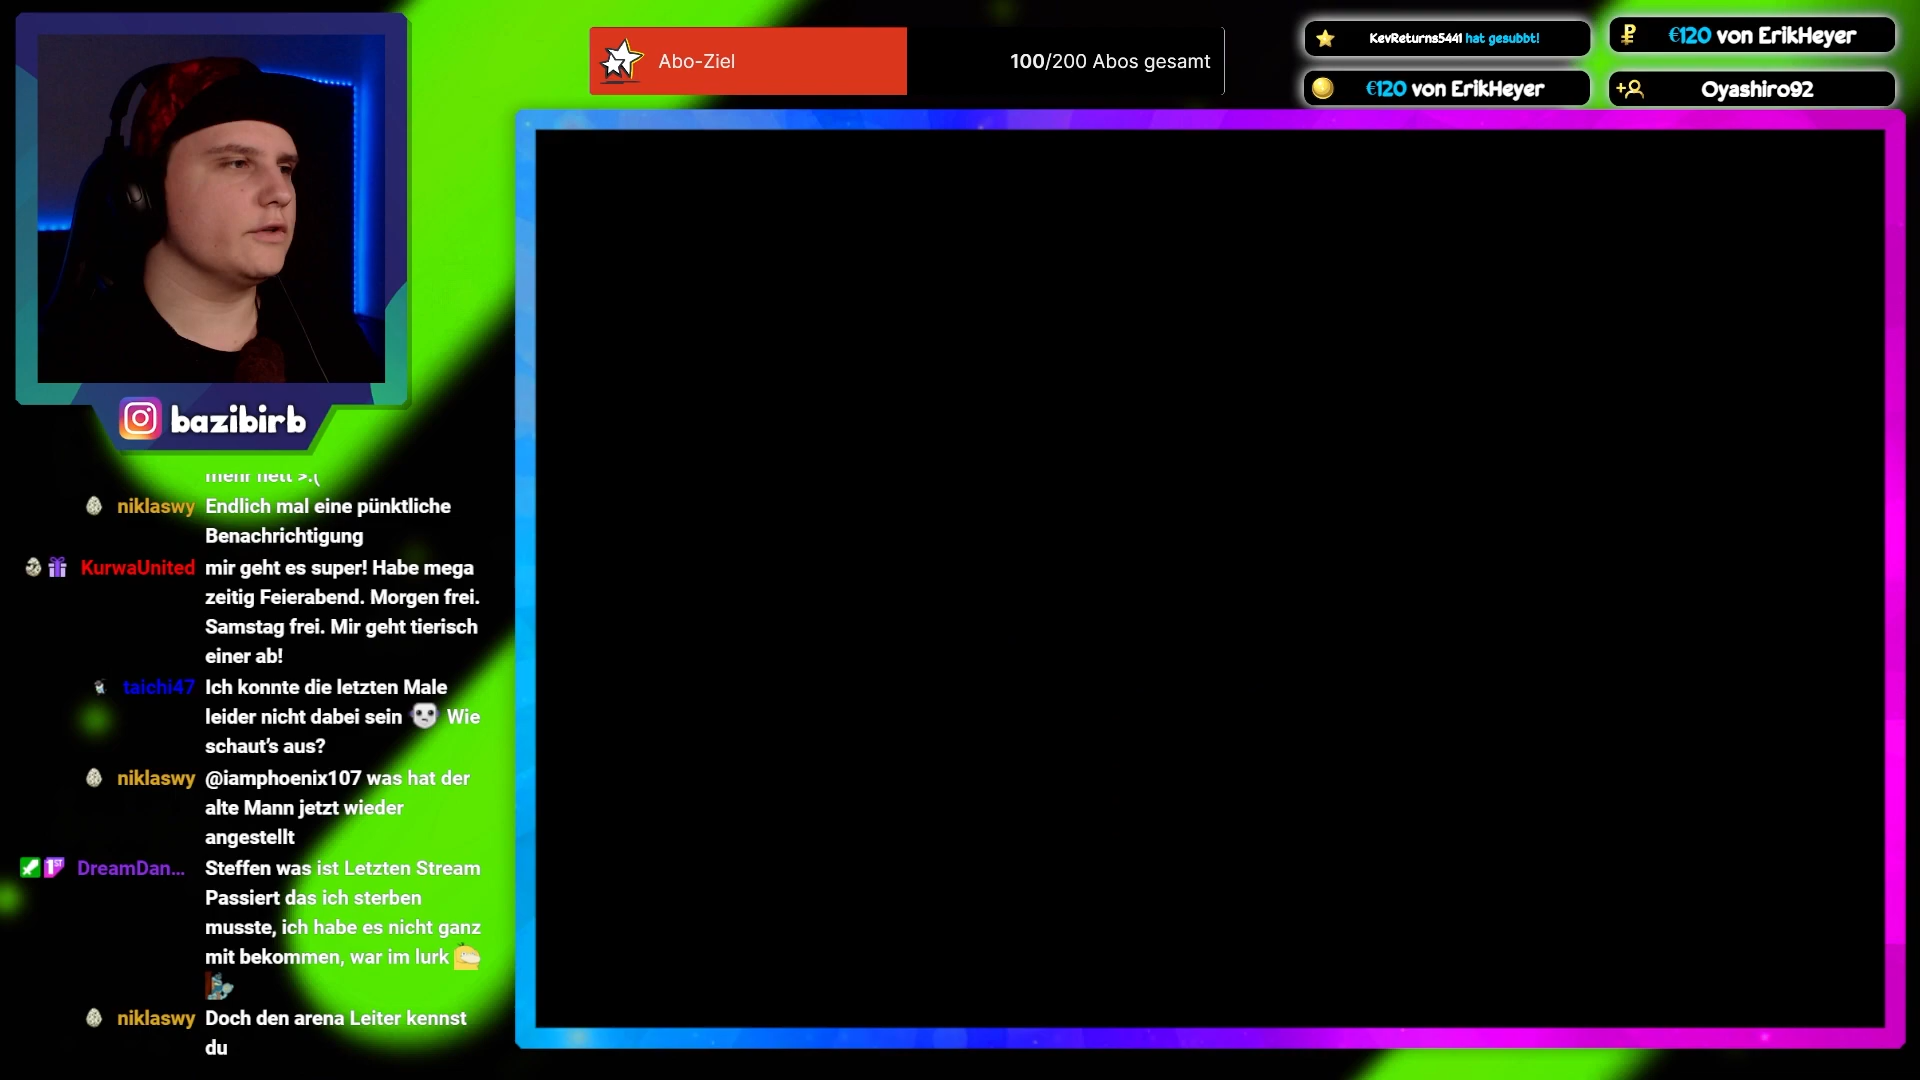 Abo-Ziel
100/200 Abos gesamt
KevReturns5441 hat gesubbt!
€120 von ErikHeyer
€120 von ErikHeyer
Oyashiro92
bazibirb
mehr nett >:(
niklaswy Endlich mal eine pünktliche
Benachrichtigung
KurwaUnited mir geht es super! Habe mega
zeitig Feierabend. Morgen frei.
Samstag frei. Mir geht tierisch
einer ab!
taichi47 Ich konnte die letzten Male
leider nicht dabei sein Wie
schaut's aus?
niklaswy @iamphoenix107 was hat der
alte Mann jetzt wieder
angestellt
DreamDan... Steffen was ist Letzten Stream
Passiert das ich sterben
musste, ich habe es nicht ganz
mit bekommen, war im lurk
niklaswy Doch den arena Leiter kennst
du